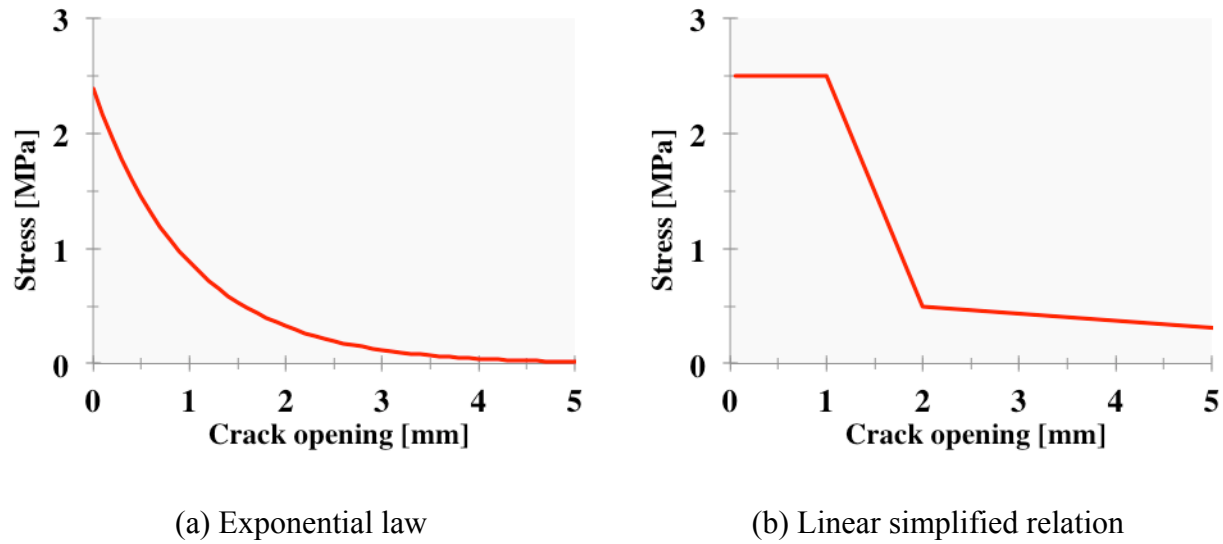 3
2
1
0
Stress [MPa]
0 1 2 3 4 5
Crack opening [mm]
(a) Exponential law
3
2
1
0
Stress [MPa]
0 1 2 3 4 5
Crack opening [mm]
(b) Linear simplified relation